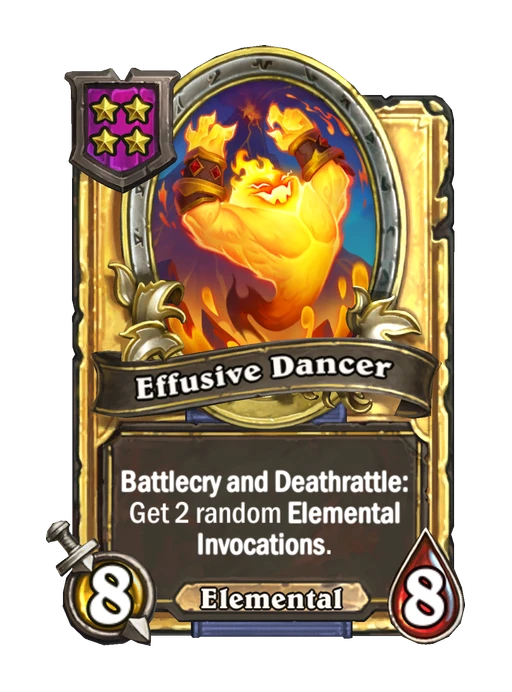 Effusive Dancer
Battlecry and Deathrattle:
Get 2 random Elemental
Invocations.
8
Elemental
8